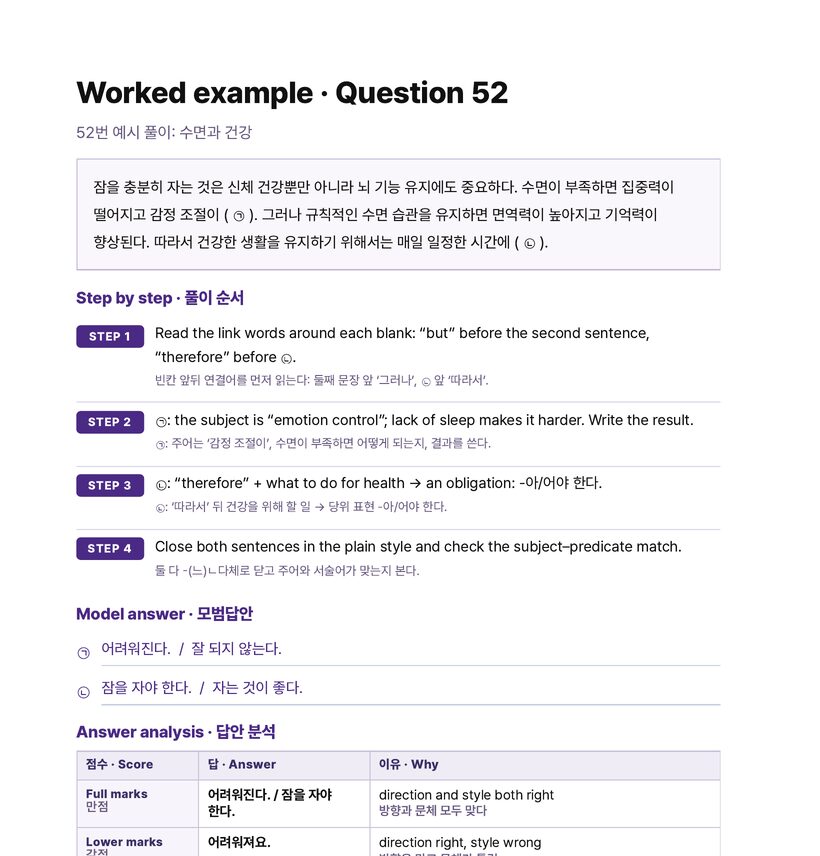 Worked example · Question 52
52번 예시 풀이: 수면과 건강
잠을 충분히 자는 것은 신체 건강뿐만 아니라 뇌 기능 유지에도 중요하다. 수면이 부족하면 집중력이
떨어지고 감정 조절이 ( ㉠ ). 그러나 규칙적인 수면 습관을 유지하면 면역력이 높아지고 기억력이
향상된다. 따라서 건강한 생활을 유지하기 위해서는 매일 일정한 시간에 ( ㉡ ).
Step by step · 풀이 순서
STEP 1
Read the link words around each blank: “but” before the second sentence,
“therefore” before ㉡.
빈칸 앞뒤 연결어를 먼저 읽는다: 둘째 문장 앞 ‘그러나’, ㉡ 앞 ‘따라서’.
STEP 2
㉠: the subject is “emotion control”; lack of sleep makes it harder. Write the result.
㉠: 주어는 ‘감정 조절이’, 수면이 부족하면 어떻게 되는지, 결과를 쓴다.
STEP 3
㉡: “therefore” + what to do for health → an obligation: -아/어야 한다.
㉡: ‘따라서’ 뒤 건강을 위해 할 일 → 당위 표현 -아/어야 한다.
STEP 4
Close both sentences in the plain style and check the subject–predicate match.
둘 다 -(느)ㄴ다체로 닫고 주어와 서술어가 맞는지 본다.
Model answer · 모범답안
㉠ 어려워진다. / 잘 되지 않는다.
㉡ 잠을 자야 한다. / 자는 것이 좋다.
Answer analysis · 답안 분석
점수 · Score 답 · Answer 이유 · Why
Full marks
만점
어려워진다. / 잠을 자야
한다.
direction and style both right
방향과 문체 모두 맞다
Lower marks
어려워져요.
direction right, style wrong